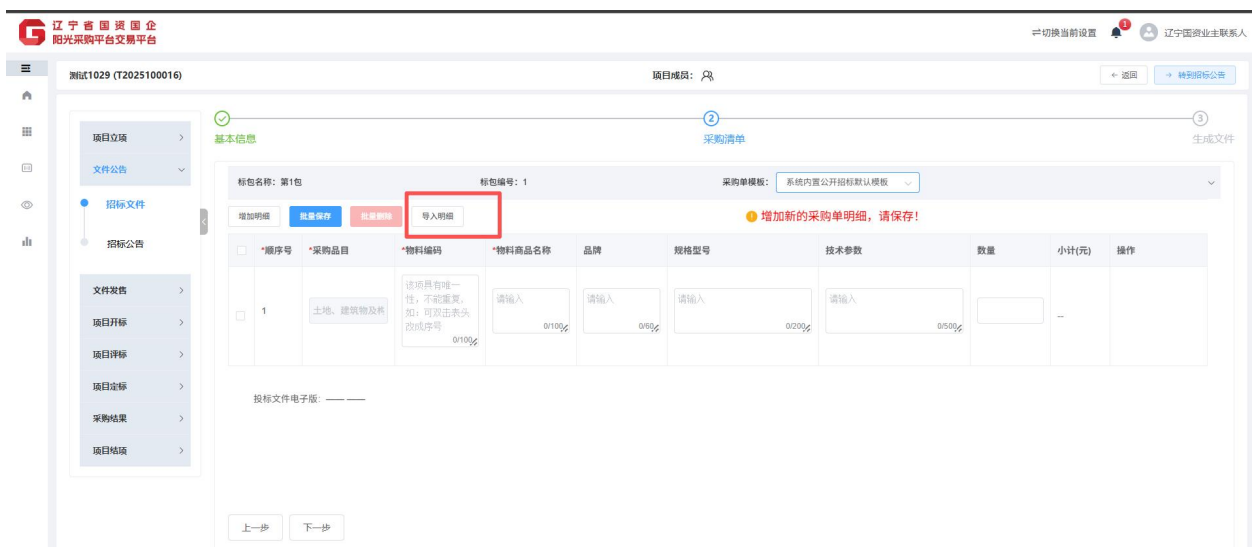 辽宁省国资国企
阳光采购平台交易平台
切换当前设置
1
辽宁国资业主联系人
测试1029 (T2025100016)
项目成员：
← 返回
→ 转到招标公告
项目立项
文件公告
招标文件
招标公告
文件发售
项目开标
项目评标
项目定标
采购结果
项目结项
基本信息
2
采购清单
3
生成文件
标包名称：第1包
标包编号：1
采购单模板：
系统内置公开招标默认模板
增加明细
批量保存
批量删除
导入明细
增加新的采购单明细，请保存！
*顺序号
*采购品目
*物料编码
*物料商品名称
品牌
规格型号
技术参数
数量
小计(元)
操作
1
土地、建筑物及构
该项具有唯一
性，不能重复，
如：可双击表头
改成序号
0/100
请输入
0/100
请输入
0/60
请输入
0/200
请输入
0/500
--
投标文件电子版: —— ——
上一步
下一步